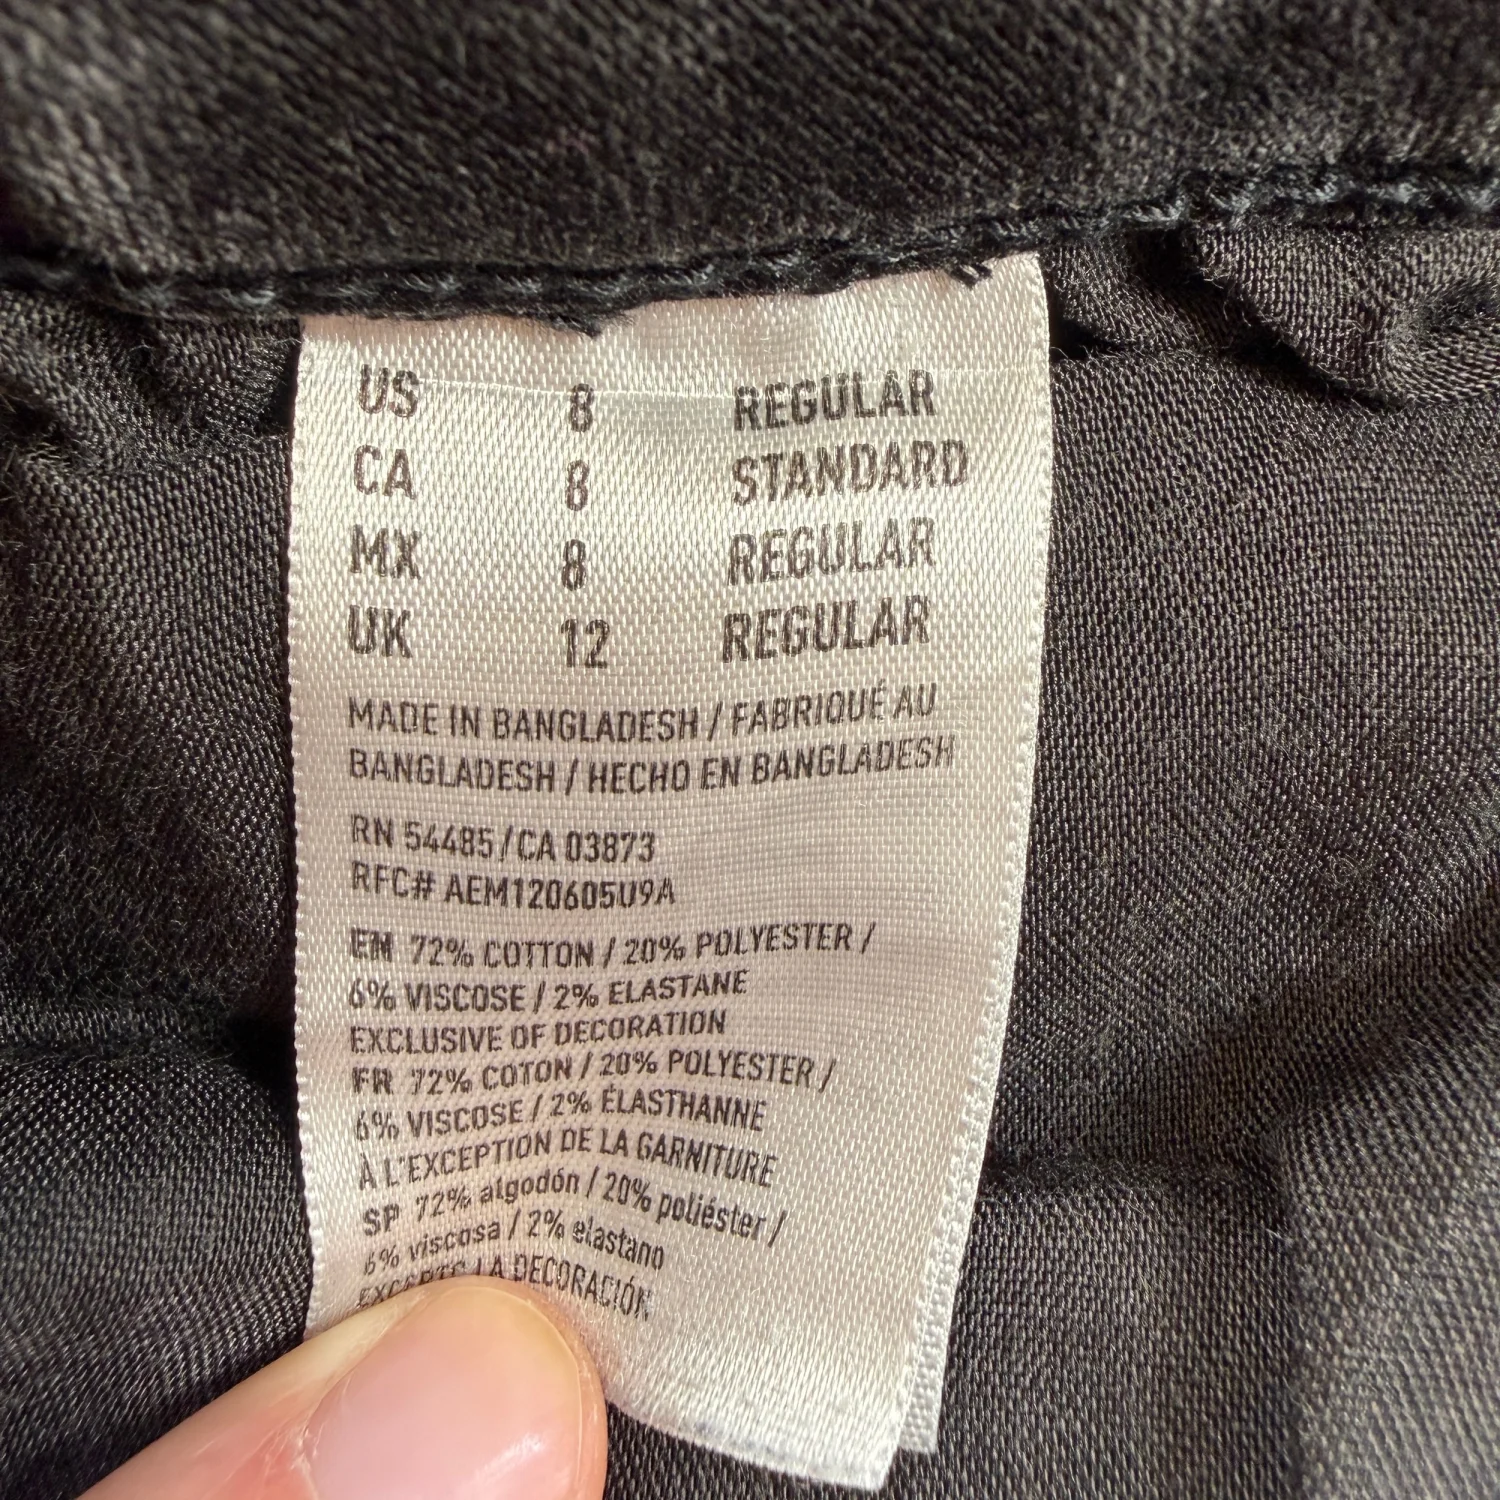 US 8 REGULAR
CA 8 STANDARD
MX 8 REGULAR
UK 12 REGULAR
MADE IN BANGLADESH / FABRIQUÉ AU
BANGLADESH / HECHO EN BANGLADESH
RN 54485 / CA 03873
RFC# AEM120605U9A
EN 72% COTTON / 20% POLYESTER /
6% VISCOSE / 2% ELASTANE
EXCLUSIVE OF DECORATION
FR 72% COTON / 20% POLYESTER /
6% VISCOSE / 2% ÉLASTHANNE
À L'EXCEPTION DE LA GARNITURE
SP 72% algodón / 20% poliéster /
6% viscosa / 2% elastano
LA DECORACIÓN